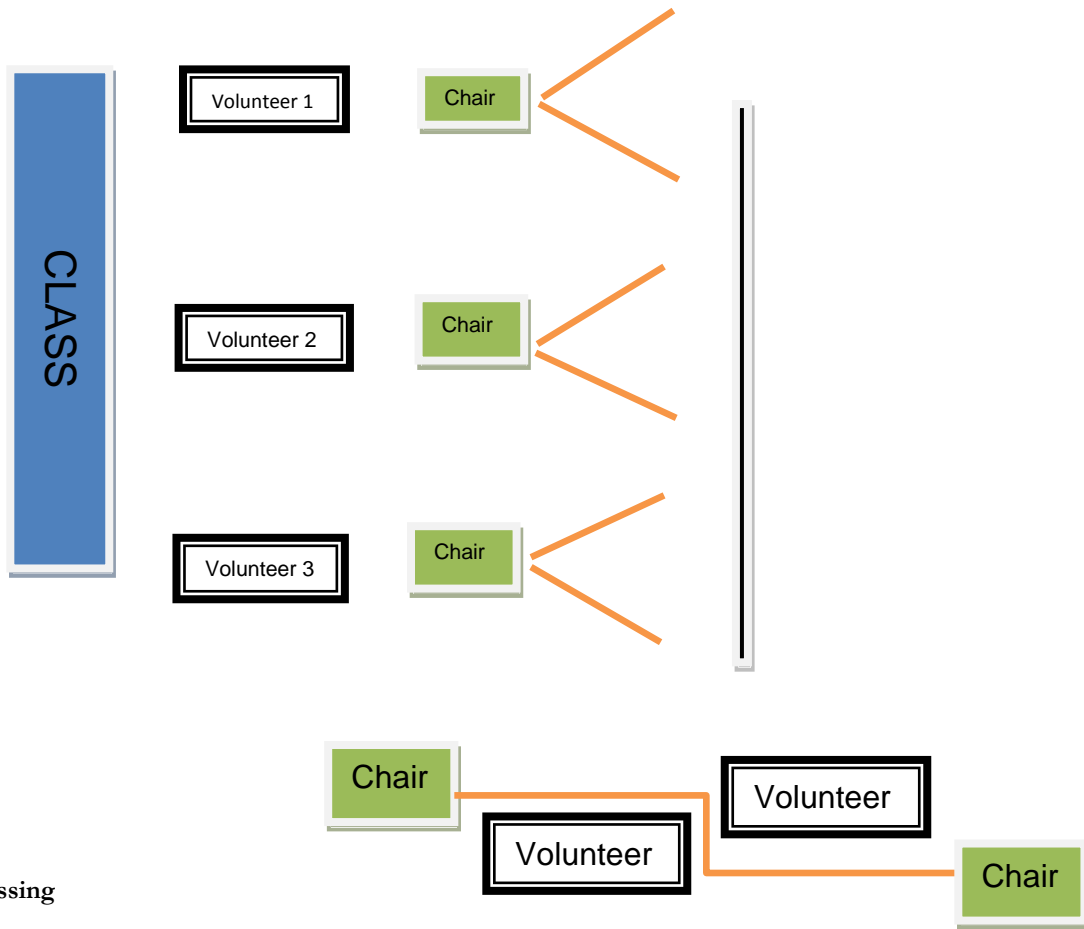 CLASS
Volunteer 1
Chair
Volunteer 2
Chair
Volunteer 3
Chair
Chair
Volunteer
Volunteer
Chair
ssing